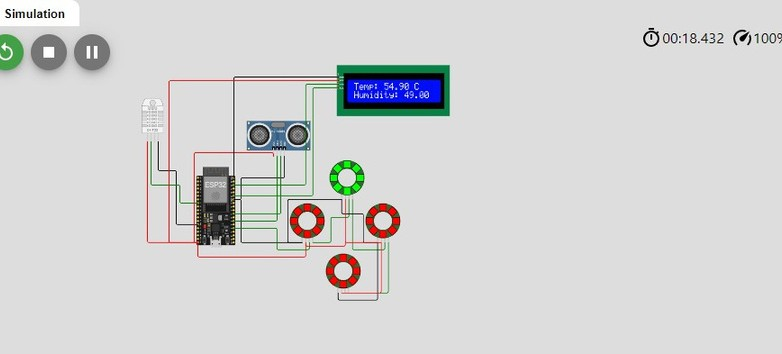 Simulation
00:18.432
100%
Temp: 54.90 C
Humidity: 49.00
ESP32